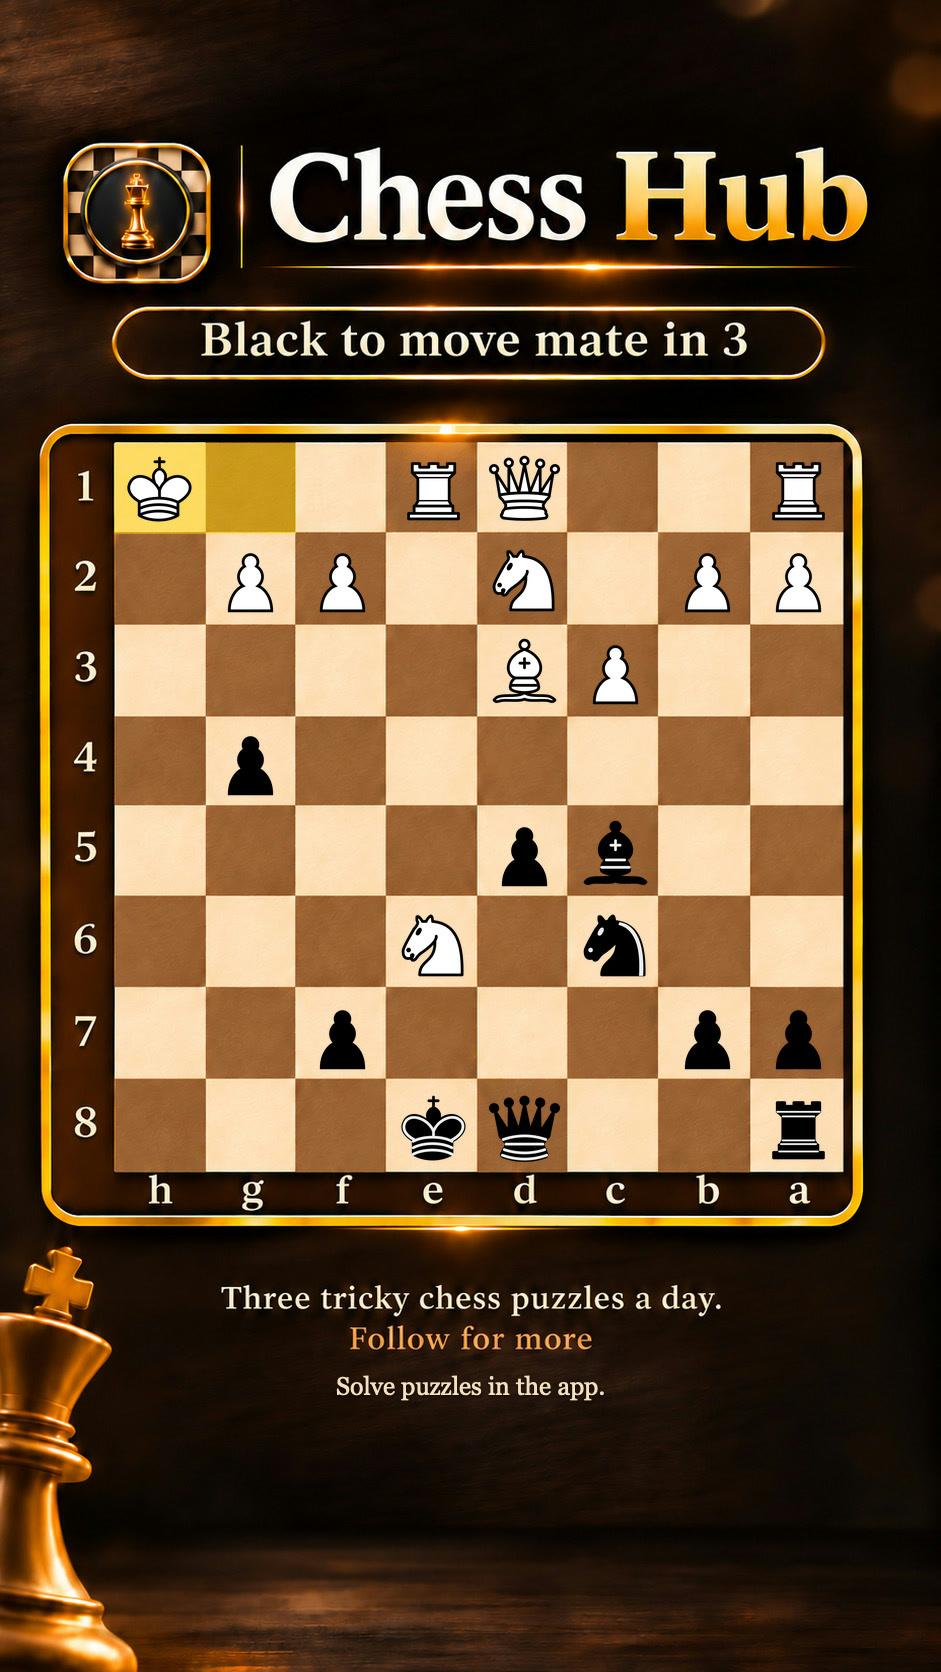 Chess Hub
Black to move mate in 3
1
2
3
4
5
6
7
8
h g f e d c b a
Three tricky chess puzzles a day.
Follow for more
Solve puzzles in the app.